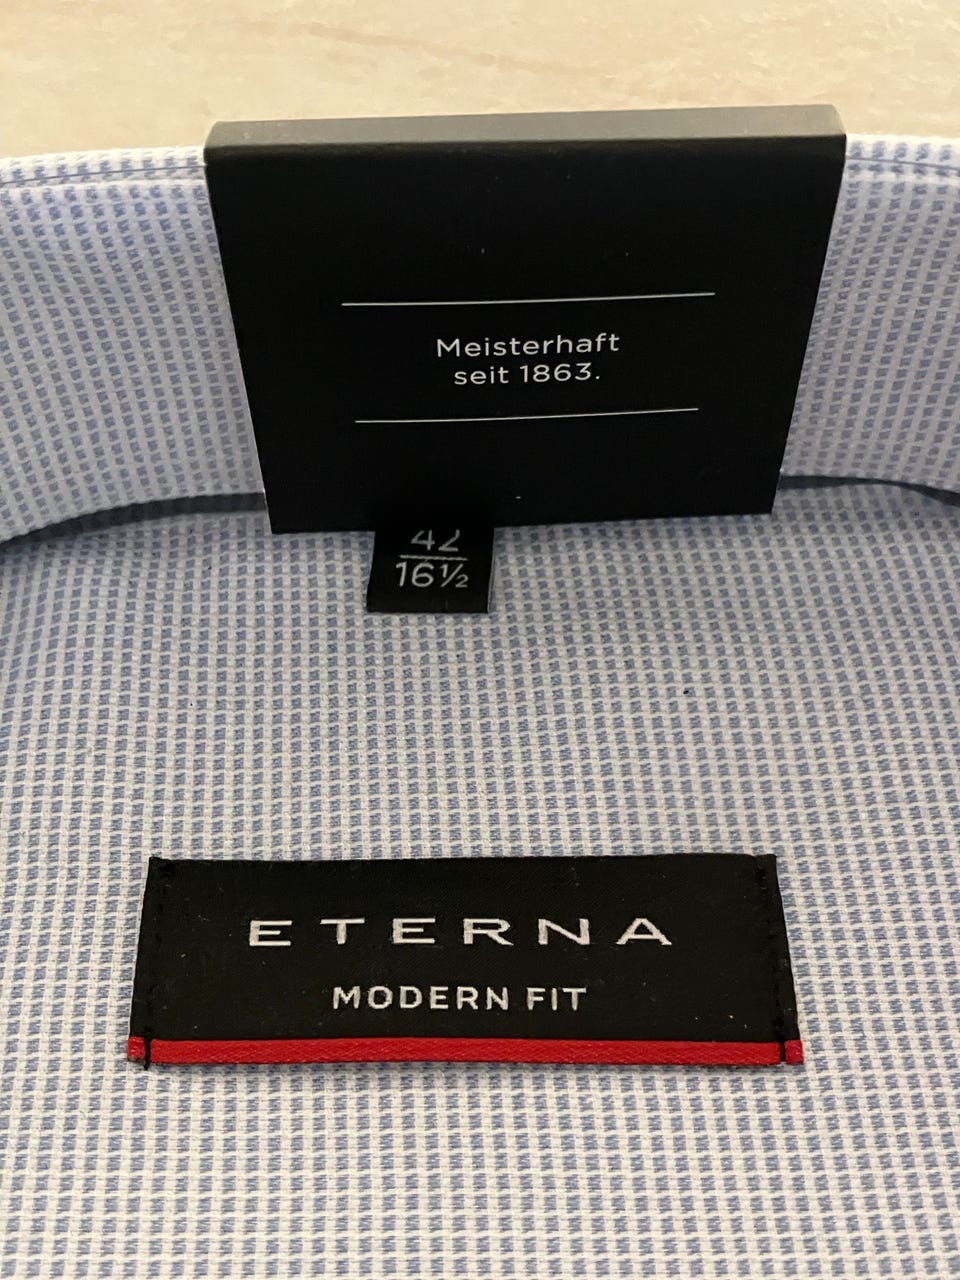 Meisterhaft
seit 1863.
42
16½
ETERNA
MODERN FIT